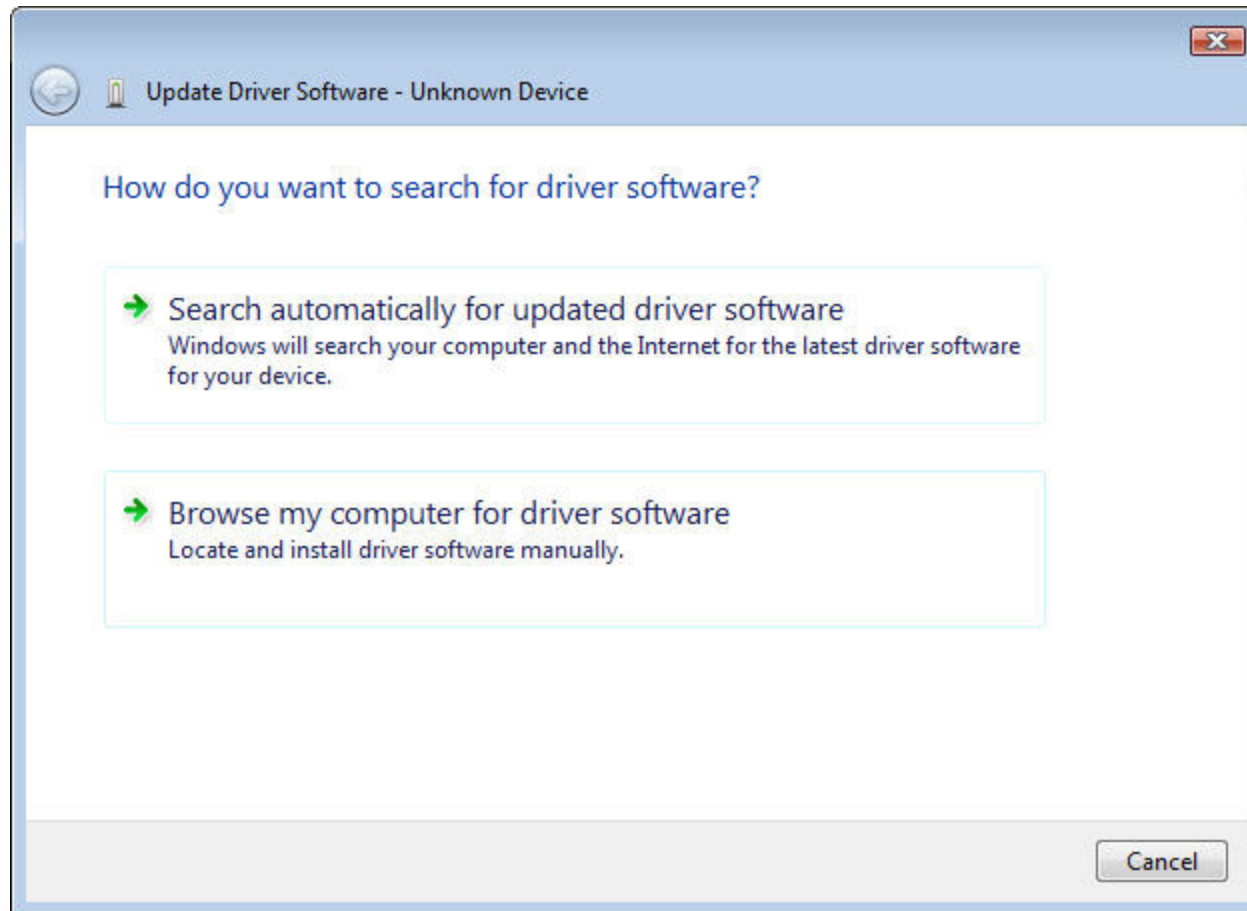 Update Driver Software - Unknown Device
How do you want to search for driver software?
Search automatically for updated driver software
Windows will search your computer and the Internet for the latest driver software
for your device.
Browse my computer for driver software
Locate and install driver software manually.
Cancel